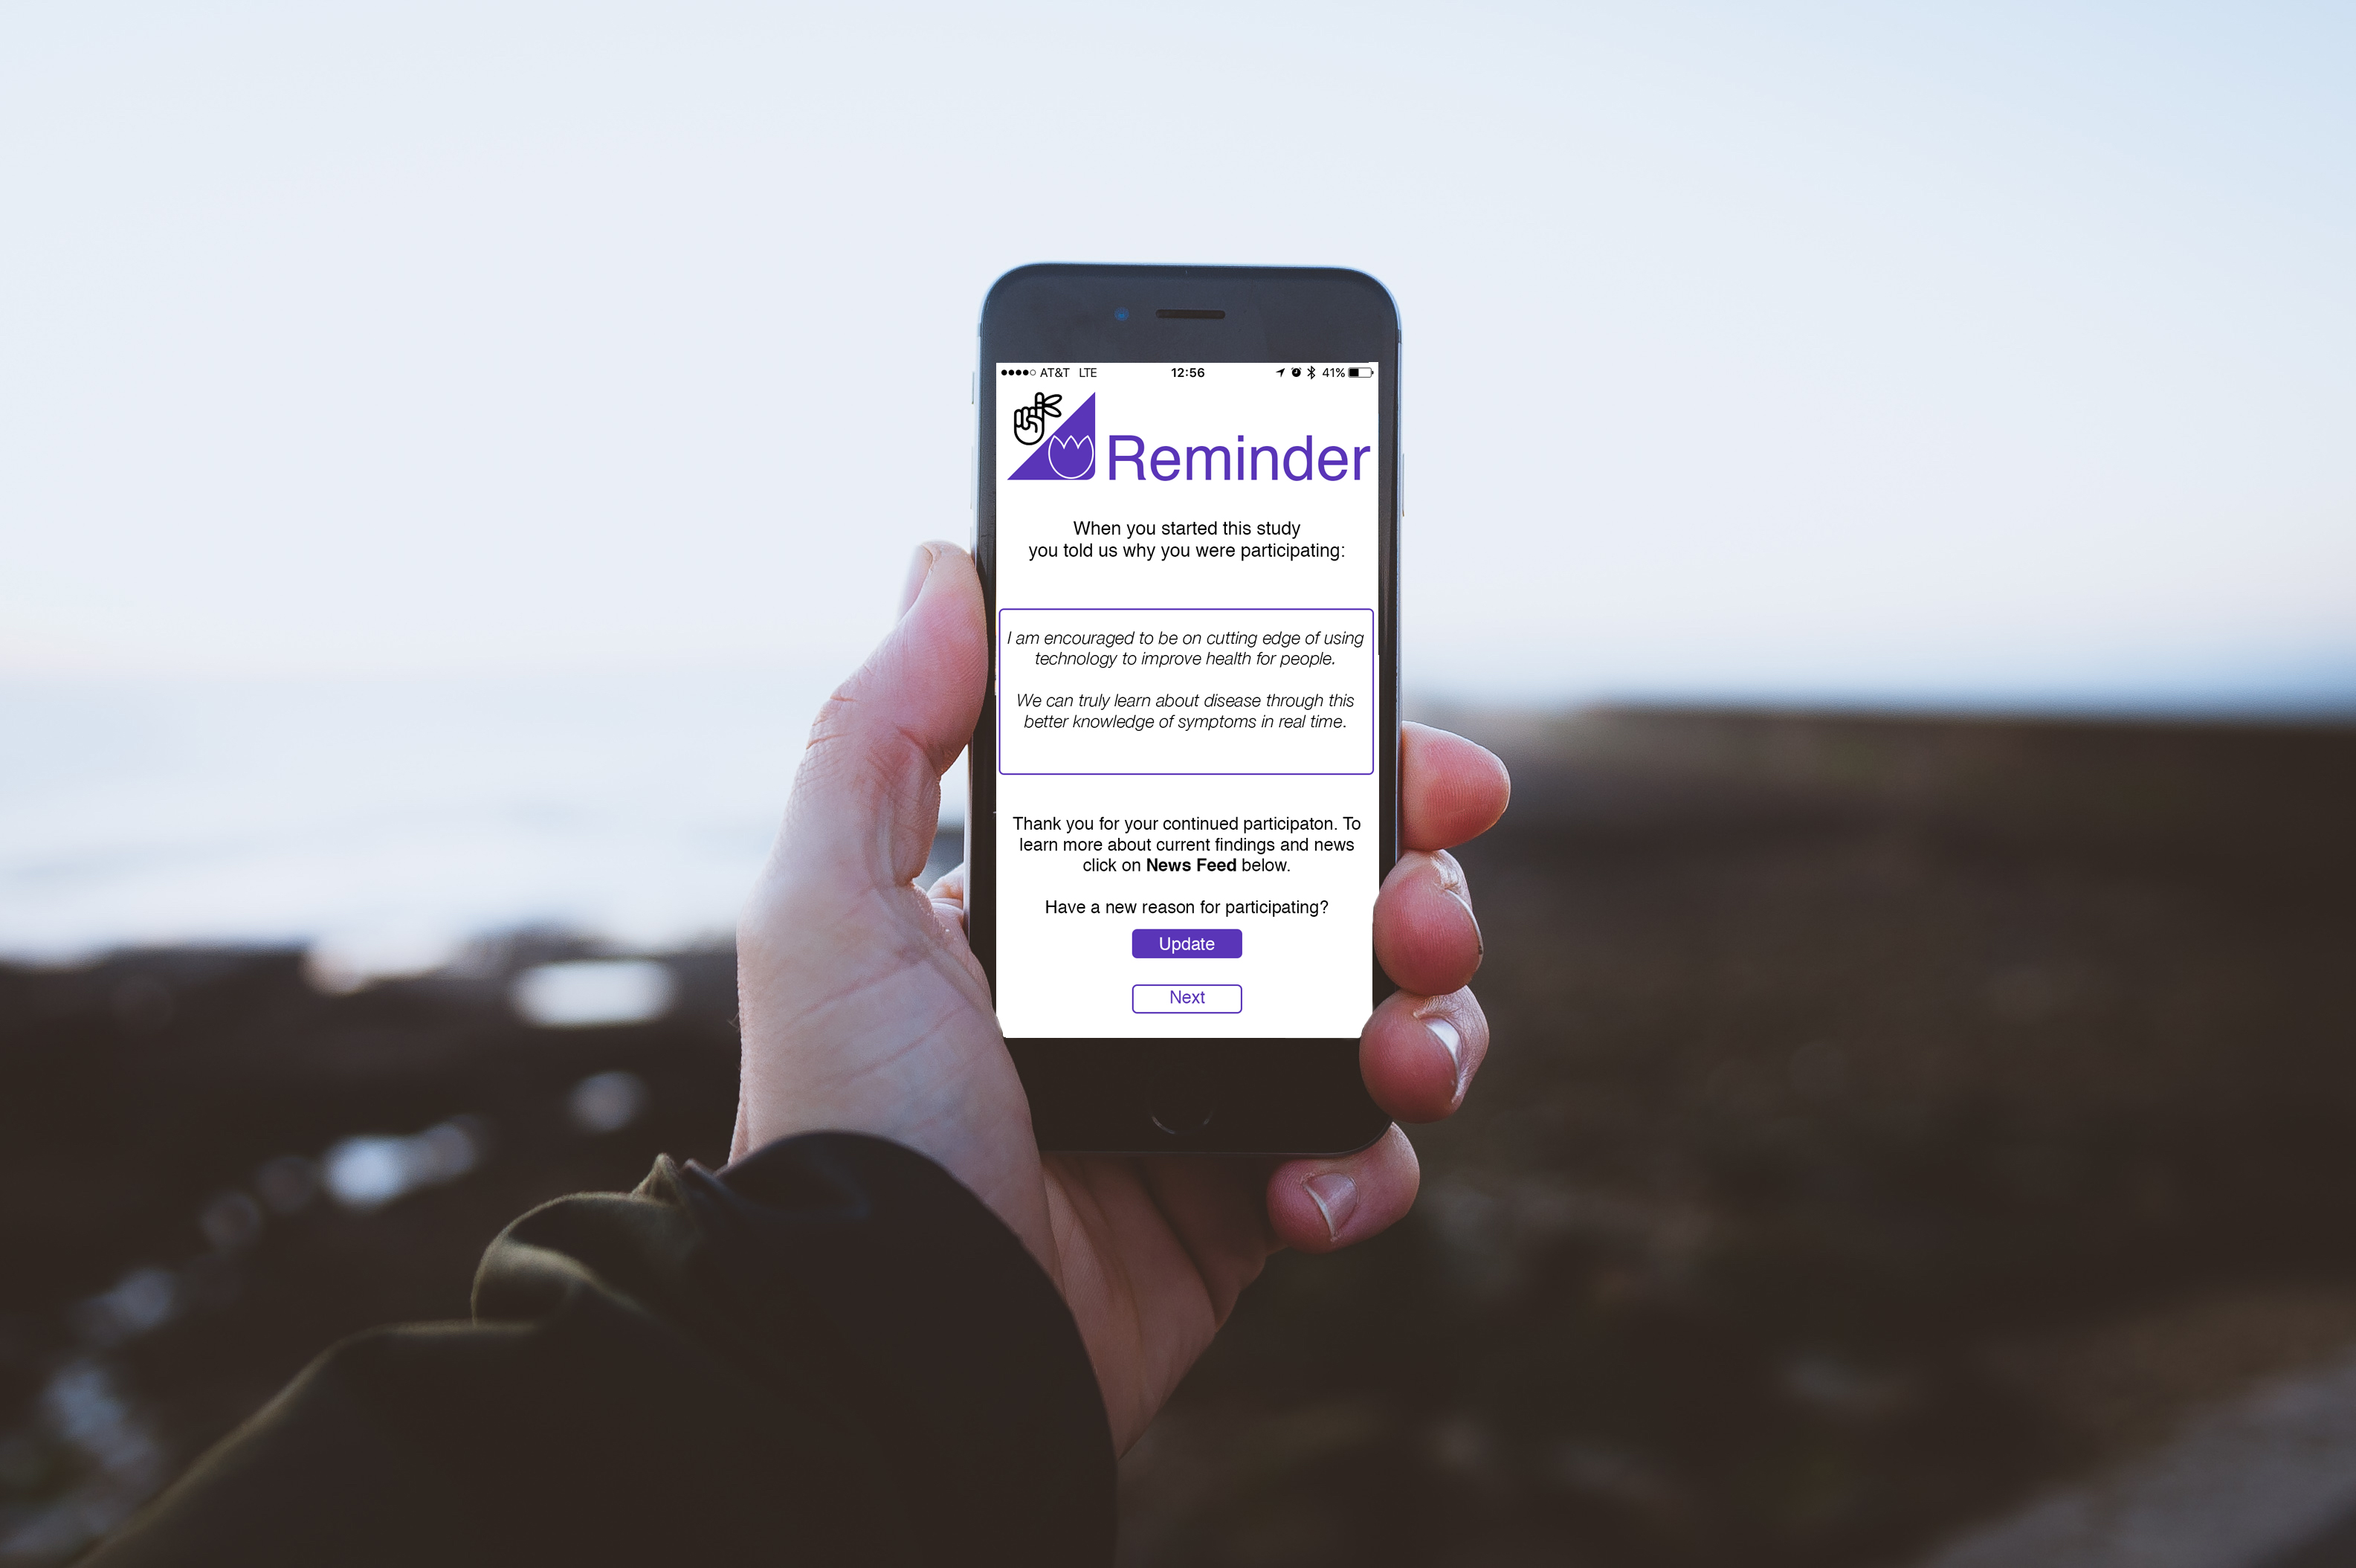 AT&T LTE 12:56 41%
Reminder
When you started this study
you told us why you were participating:
I am encouraged to be on cutting edge of using
technology to improve health for people.
We can truly learn about disease through this
better knowledge of symptoms in real time.
Thank you for your continued participaton. To
learn more about current findings and news
click on News Feed below.
Have a new reason for participating?
Update
Next